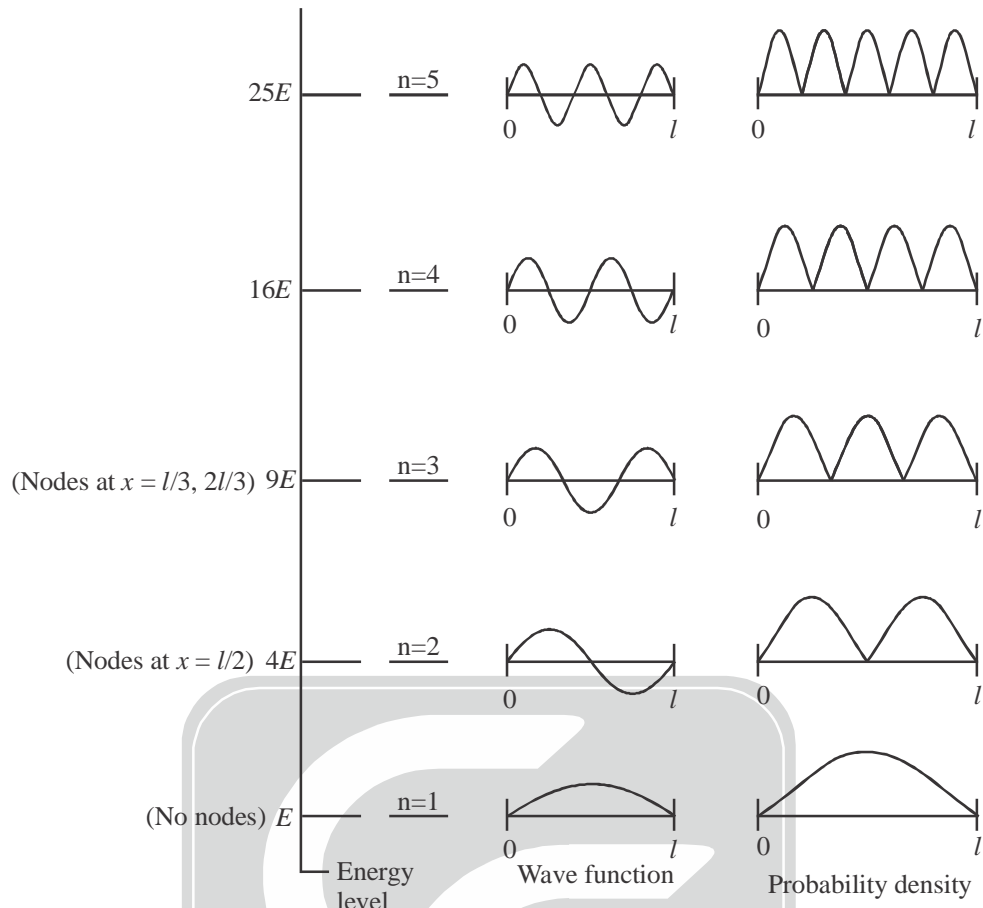 25E n=5
0 l 0 l
16E n=4
0 l 0 l
(Nodes at x = l/3, 2l/3) 9E n=3
0 l 0 l
(Nodes at x = l/2) 4E n=2
0 l 0 l
(No nodes) E n=1
0 l 0 l
Energy level
Wave function
Probability density